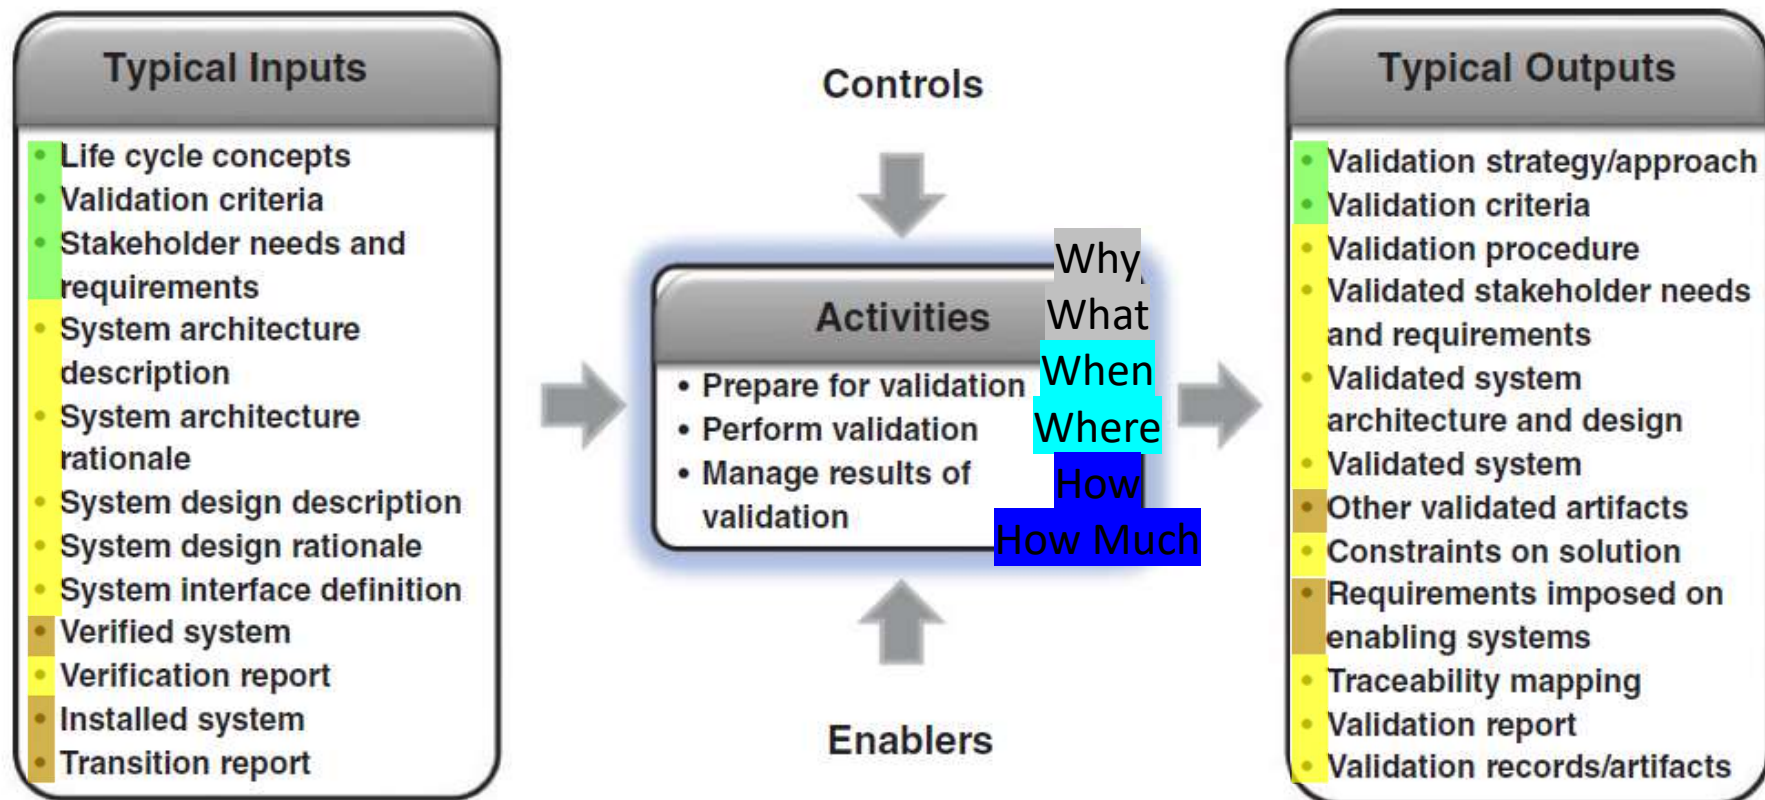 Typical Inputs
• Life cycle concepts
• Validation criteria
• Stakeholder needs and
requirements
• System architecture
description
• System architecture
rationale
• System design description
• System design rationale
• System interface definition
• Verified system
• Verification report
• Installed system
• Transition report
Controls
Activities
• Prepare for validation
• Perform validation
• Manage results of
validation
Why
What
When
Where
How
How Much
Enablers
Typical Outputs
• Validation strategy/approach
• Validation criteria
• Validation procedure
• Validated stakeholder needs
and requirements
• Validated system
architecture and design
• Validated system
• Other validated artifacts
• Constraints on solution
• Requirements imposed on
enabling systems
• Traceability mapping
• Validation report
• Validation records/artifacts